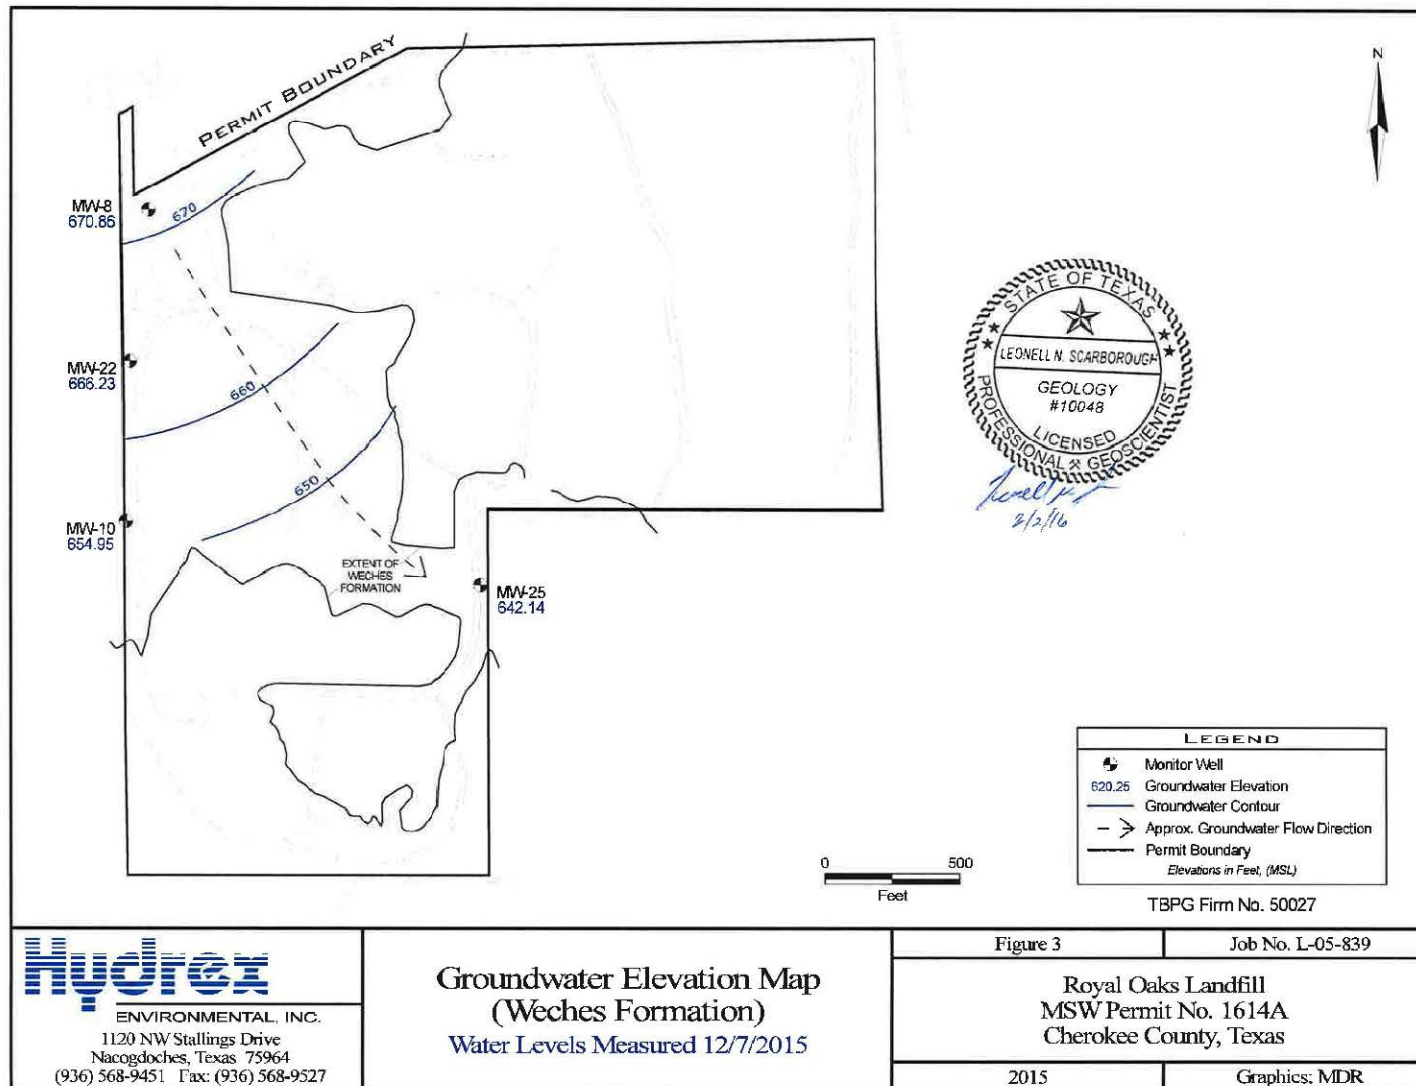 PERMIT BOUNDARY
N
MW-8
670.86
670
MW-22
666.23
660
650
MW-10
654.95
EXTENT OF
WECHES
FORMATION
MW-25
642.14
STATE OF TEXAS
LEONELL N. SCARBOROUGH
GEOLOGY
#10048
LICENSED
PROFESSIONAL GEOSCIENTIST
2/2/16
LEGEND
Monitor Well
620.25 Groundwater Elevation
Groundwater Contour
Approx. Groundwater Flow Direction
Permit Boundary
Elevations in Feet, (MSL)
0 500
Feet
TBPG Firm No. 50027
Hydrex
ENVIRONMENTAL, INC.
1120 NW Stallings Drive
Nacogdoches, Texas 75964
(936) 568-9451 Fax: (936) 568-9527
Groundwater Elevation Map
(Weches Formation)
Water Levels Measured 12/7/2015
Figure 3
Job No. L-05-839
Royal Oaks Landfill
MSW Permit No. 1614A
Cherokee County, Texas
2015
Graphics: MDR